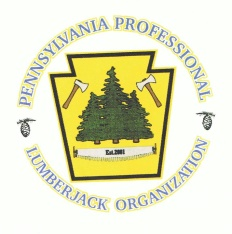 PENNSYLVANIA PROFESSIONAL
Est.2001
LUMBERJACK ORGANIZATION